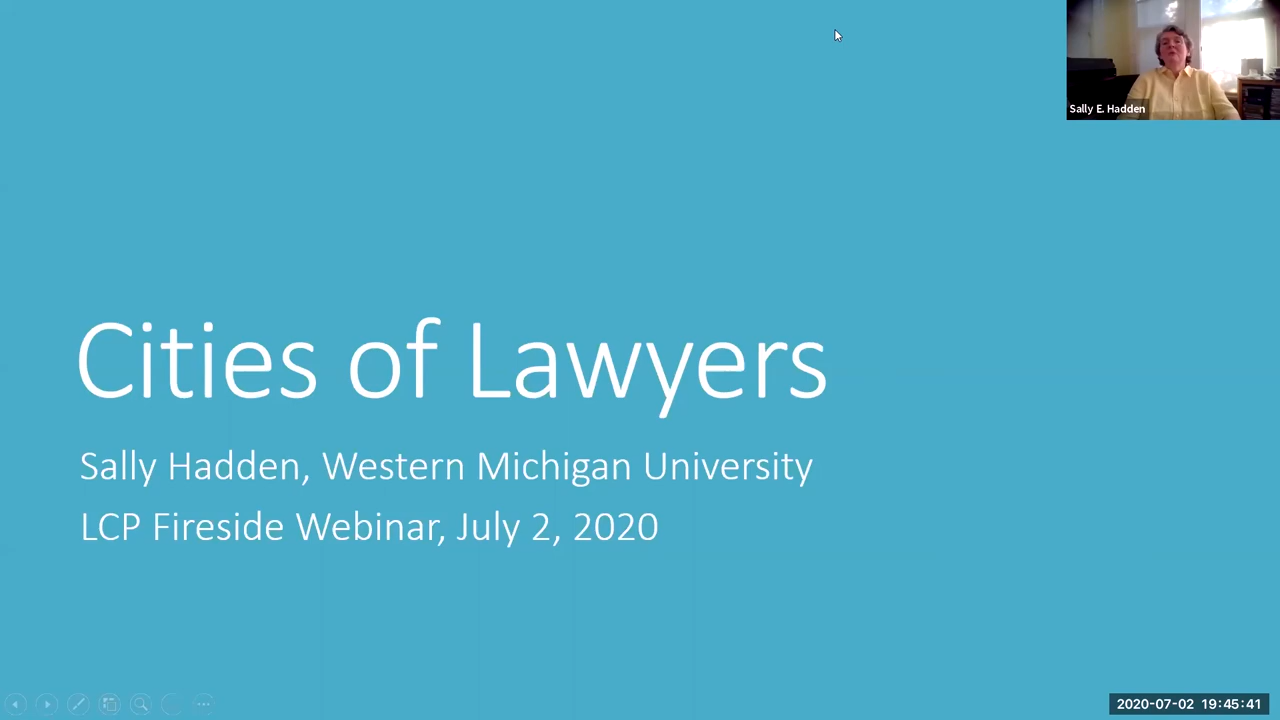 Sally E. Hadden
Cities of Lawyers
Sally Hadden, Western Michigan University
LCP Fireside Webinar, July 2, 2020
2020-07-02 19:45:41